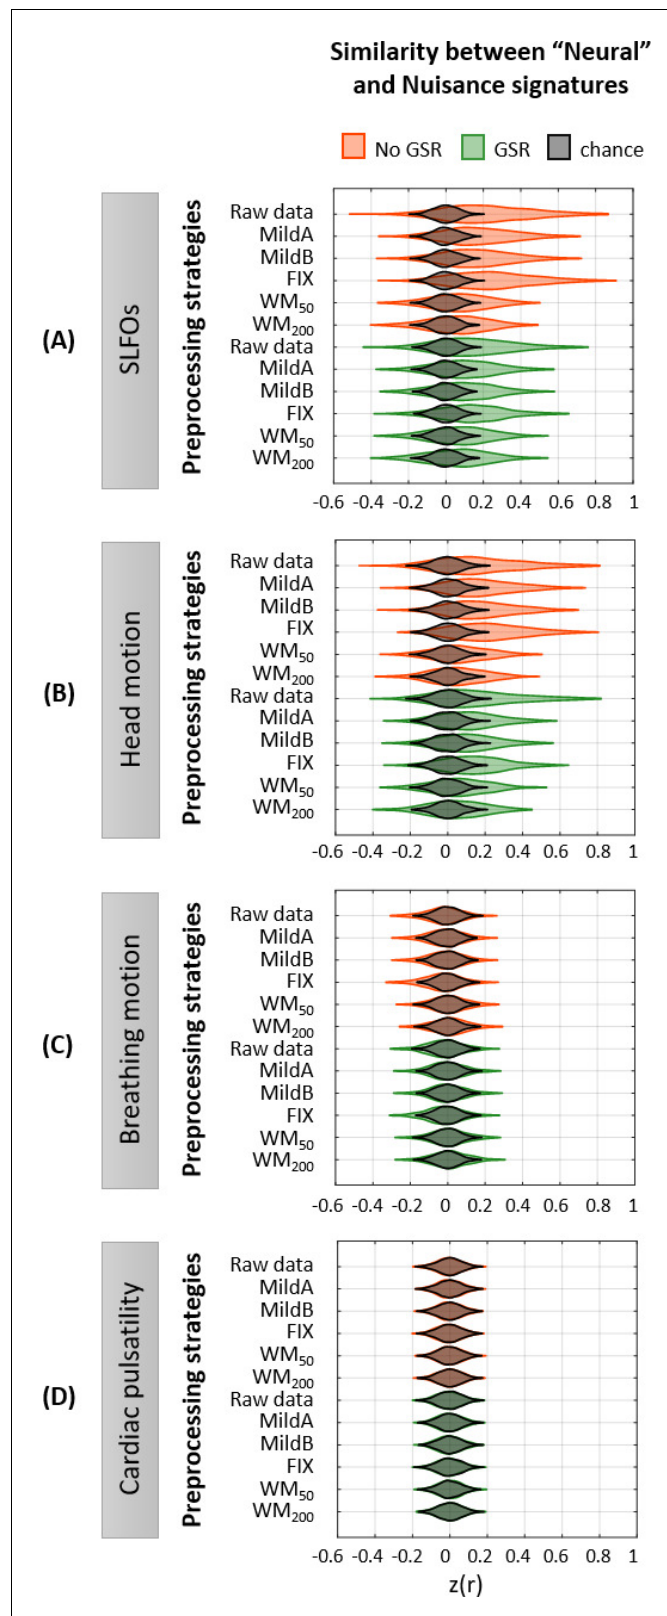 Similarity between “Neural”
and Nuisance signatures
No GSR GSR chance
(A)
SLFOs
Preprocessing strategies
Raw data
MildA
MildB
FIX
WM50
WM200
Raw data
MildA
MildB
FIX
WM50
WM200
-0.6 -0.4 -0.2 0 0.2 0.4 0.6 0.8 1
(B)
Head motion
Preprocessing strategies
Raw data
MildA
MildB
FIX
WM50
WM200
Raw data
MildA
MildB
FIX
WM50
WM200
-0.6 -0.4 -0.2 0 0.2 0.4 0.6 0.8 1
(C)
Breathing motion
Preprocessing strategies
Raw data
MildA
MildB
FIX
WM50
WM200
Raw data
MildA
MildB
FIX
WM50
WM200
-0.6 -0.4 -0.2 0 0.2 0.4 0.6 0.8 1
(D)
Cardiac pulsatility
Preprocessing strategies
Raw data
MildA
MildB
FIX
WM50
WM200
Raw data
MildA
MildB
FIX
WM50
WM200
-0.6 -0.4 -0.2 0 0.2 0.4 0.6 0.8 1
z(r)